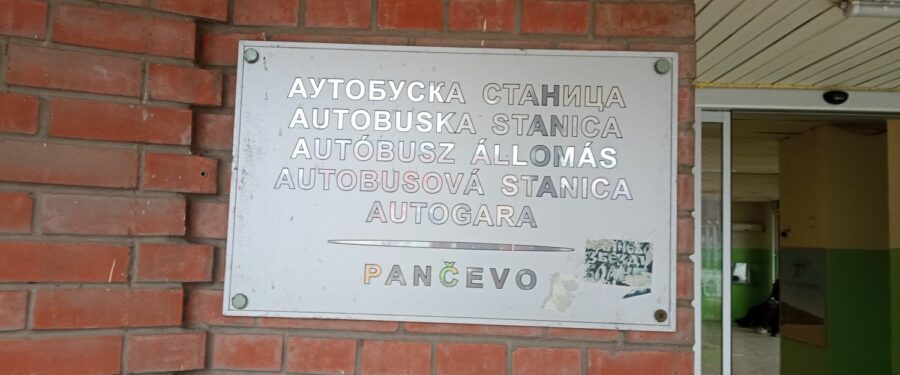 АУТОБУСКА СТАНИЦА
AUTOBUSKA STANICA
AUTÓBUSZ ÁLLOMÁS
AUTOBUSOVÁ STANICA
AUTOGARA
PANČEVO